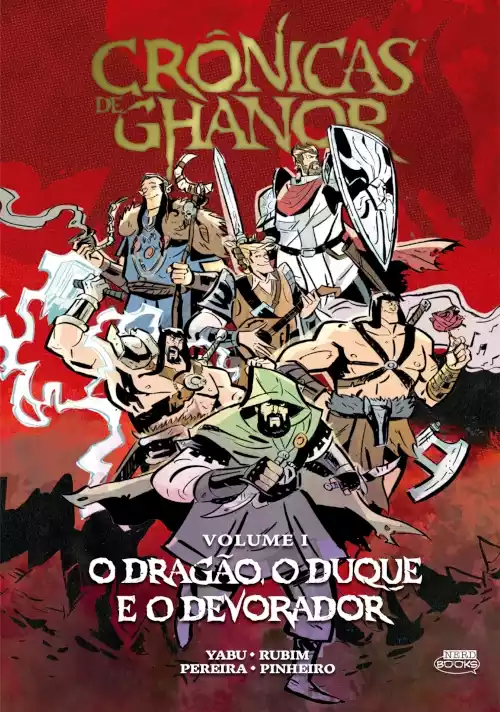 CRÔNICAS
DE GHANOR
VOLUME I
O DRAGÃO, O DUQUE
E O DEVORADOR
YABU • RUBIM
PEREIRA • PINHEIRO
NERD
BOOKS